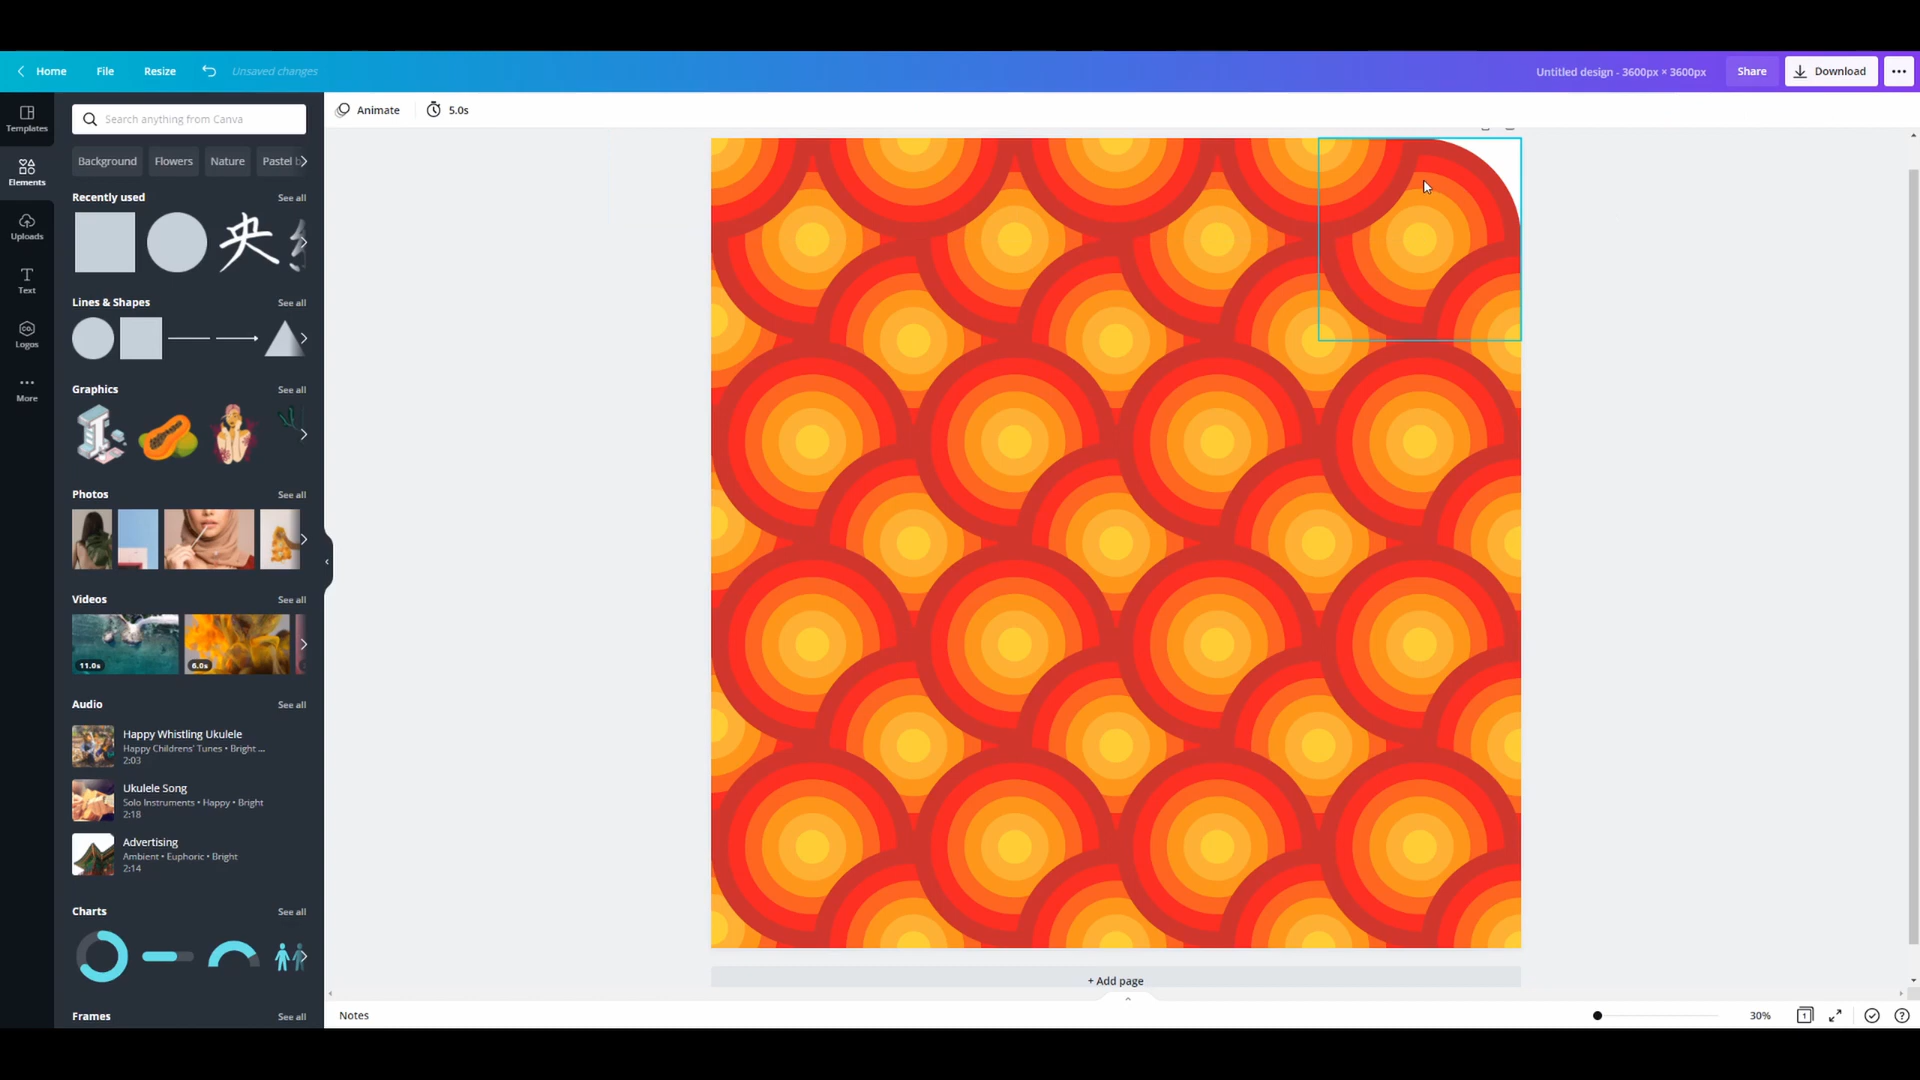 Home File Resize Unsaved changes
Untitled design - 3600px × 3600px Share Download
Templates
Elements
Uploads
Text
CO.
Logos
More
Search anything from Canva
Background Flowers Nature Pastel b
Recently used See all
央
Lines & Shapes See all
Graphics See all
Photos See all
Videos See all
11.0s 6.0s
Audio See all
Happy Whistling Ukulele
Happy Childrens' Tunes • Bright ...
2:03
Ukulele Song
Solo Instruments • Happy • Bright
2:18
Advertising
Ambient • Euphoric • Bright
2:14
Charts See all
Frames See all
Animate 5.0s
+ Add page
Notes
30% 1 ?